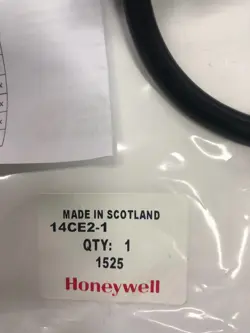 MADE IN SCOTLAND
14CE2-1
QTY: 1
1525
Honeywell